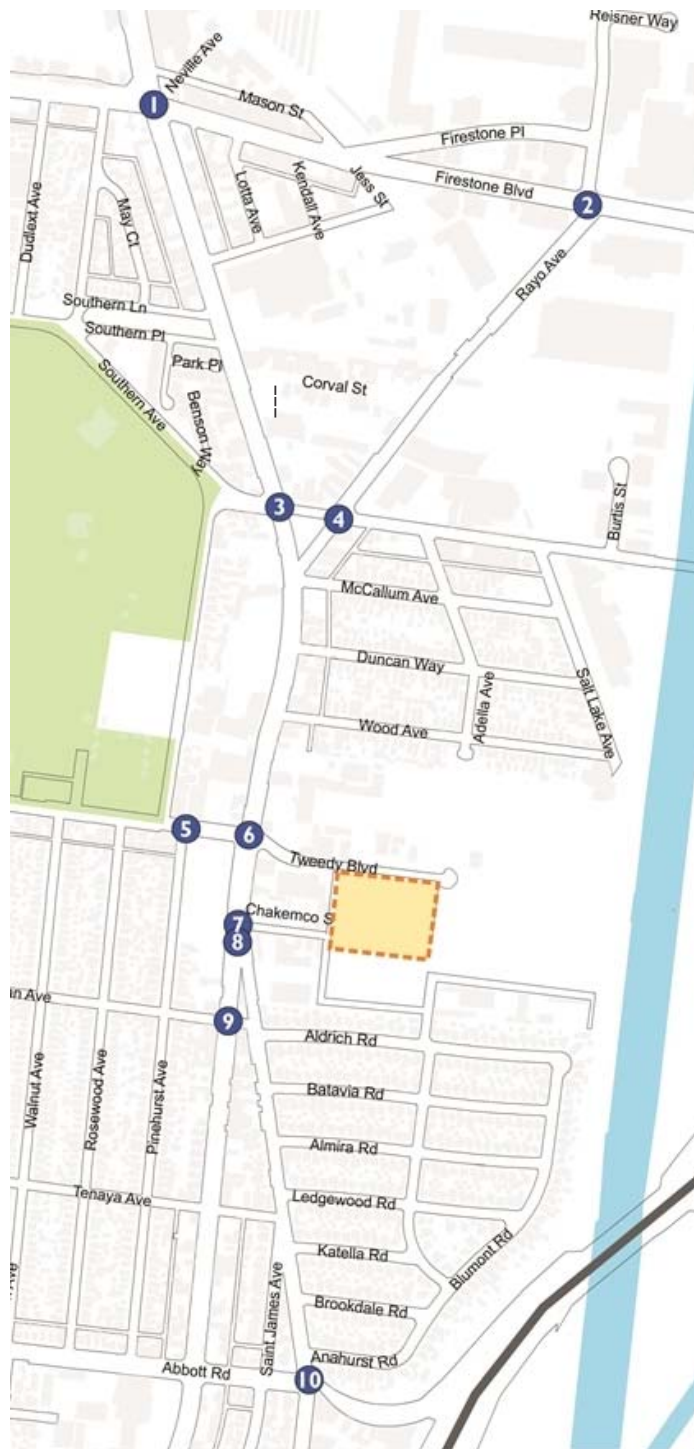 Reisner Way
Neville Ave
1
Mason St
Firestone Pl
Firestone Blvd
2
Jess St
Kendall Ave
Lotta Ave
Dudlext Ave
May Ct
Rayo Ave
Southern Ln
Southern Pl
Park Pl
Southern Ave
Benson Way
Corval St
3
4
Burtis St
McCallum Ave
Duncan Way
Adella Ave
Salt Lake Ave
Wood Ave
5
6
Tweedy Blvd
7
Chakemco S
8
9
n Ave
Aldrich Rd
Walnut Ave
Rosewood Ave
Pinehurst Ave
Batavia Rd
Almira Rd
Tenaya Ave
Ledgewood Rd
Katella Rd
Blumont Rd
Saint James Ave
Brookdale Rd
Anahurst Rd
Abbott Rd
10